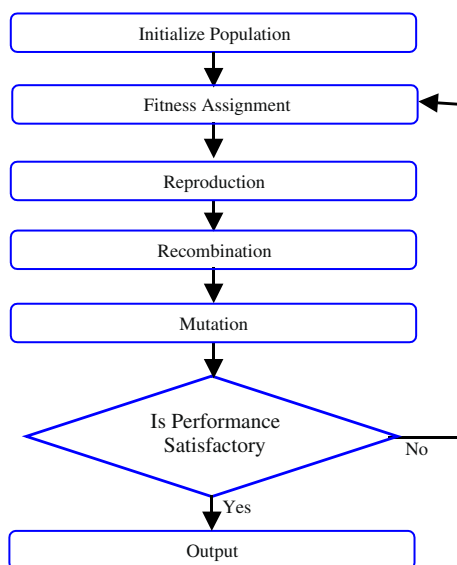 Initialize Population
Fitness Assignment
Reproduction
Recombination
Mutation
Is Performance
Satisfactory
No
Yes
Output